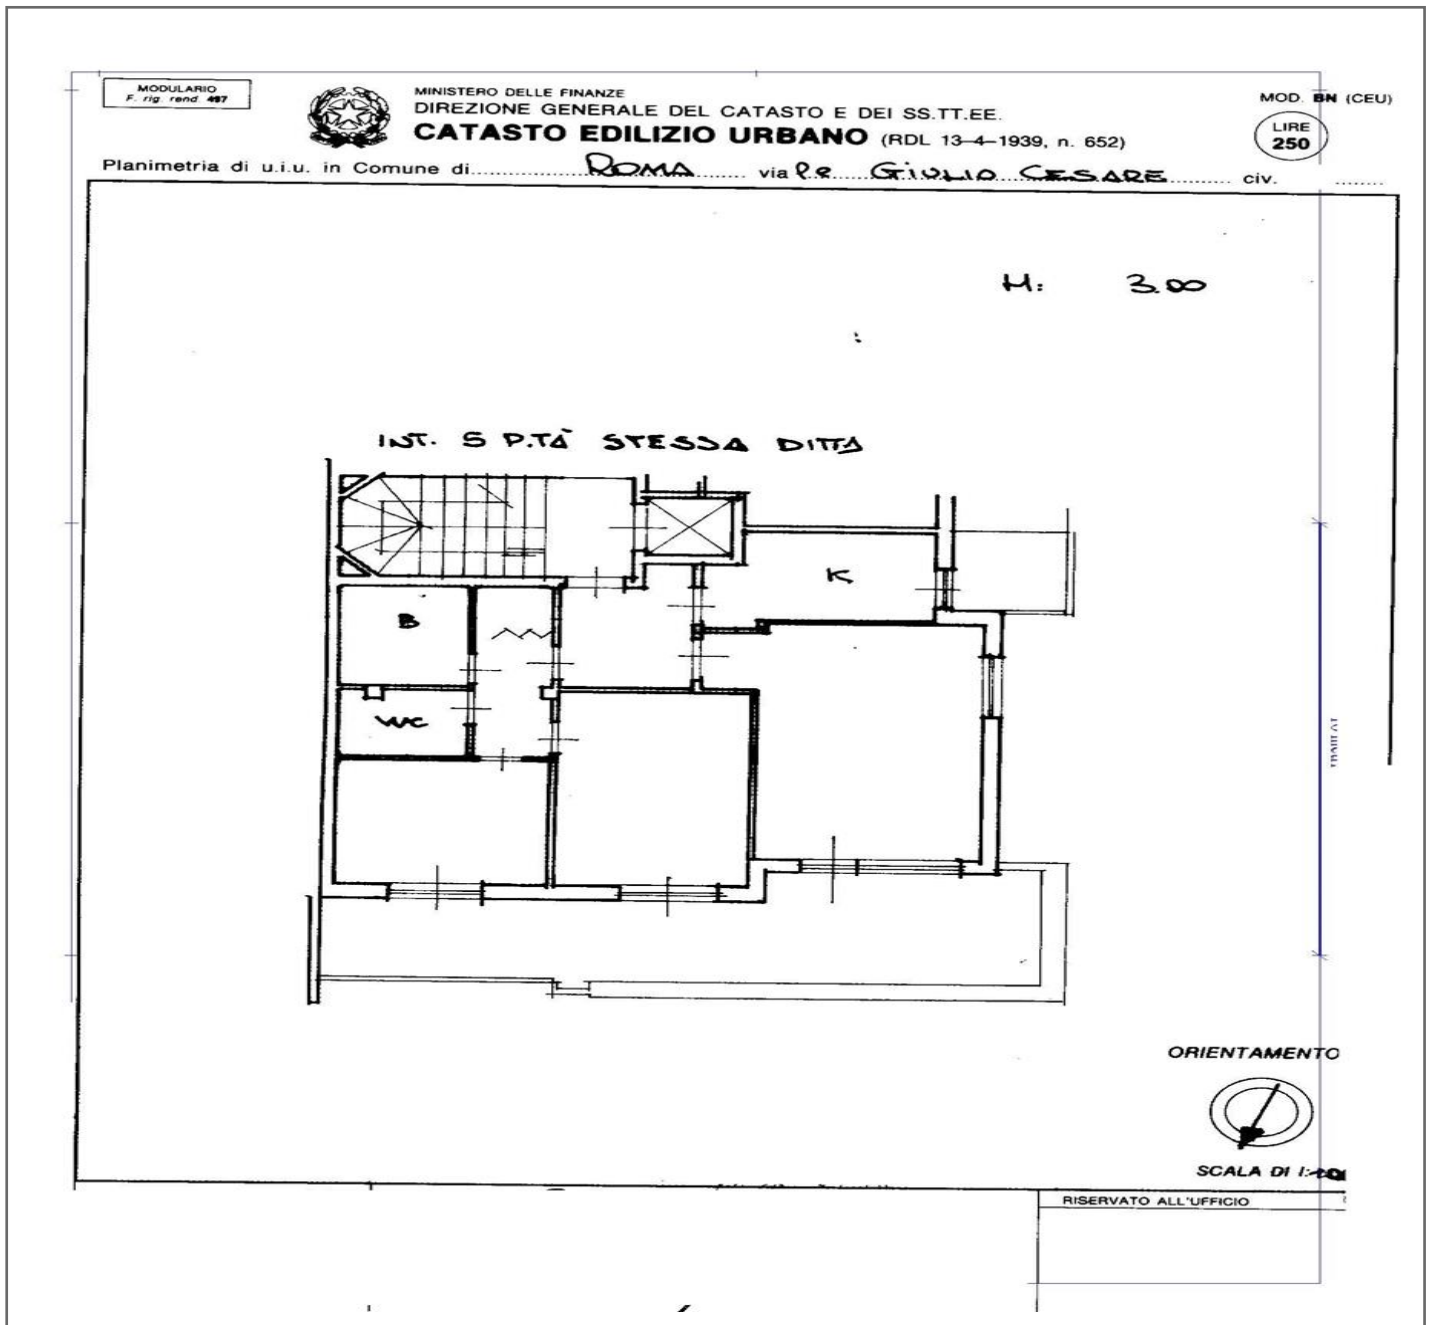 MODULARIO
F. rig. rend. 497
MINISTERO DELLE FINANZE
DIREZIONE GENERALE DEL CATASTO E DEI SS.TT.EE.
CATASTO EDILIZIO URBANO (RDL 13-4-1939, n. 652)
MOD. BN (CEU)
LIRE
250
Planimetria di u.i.u. in Comune di ROMA via le GIULIO CESARE civ.
H: 3.00
INT. 5 P.TÀ STESSA DITTA
K
B
WC
ORIENTAMENTO
SCALA DI 1:
RISERVATO ALL'UFFICIO